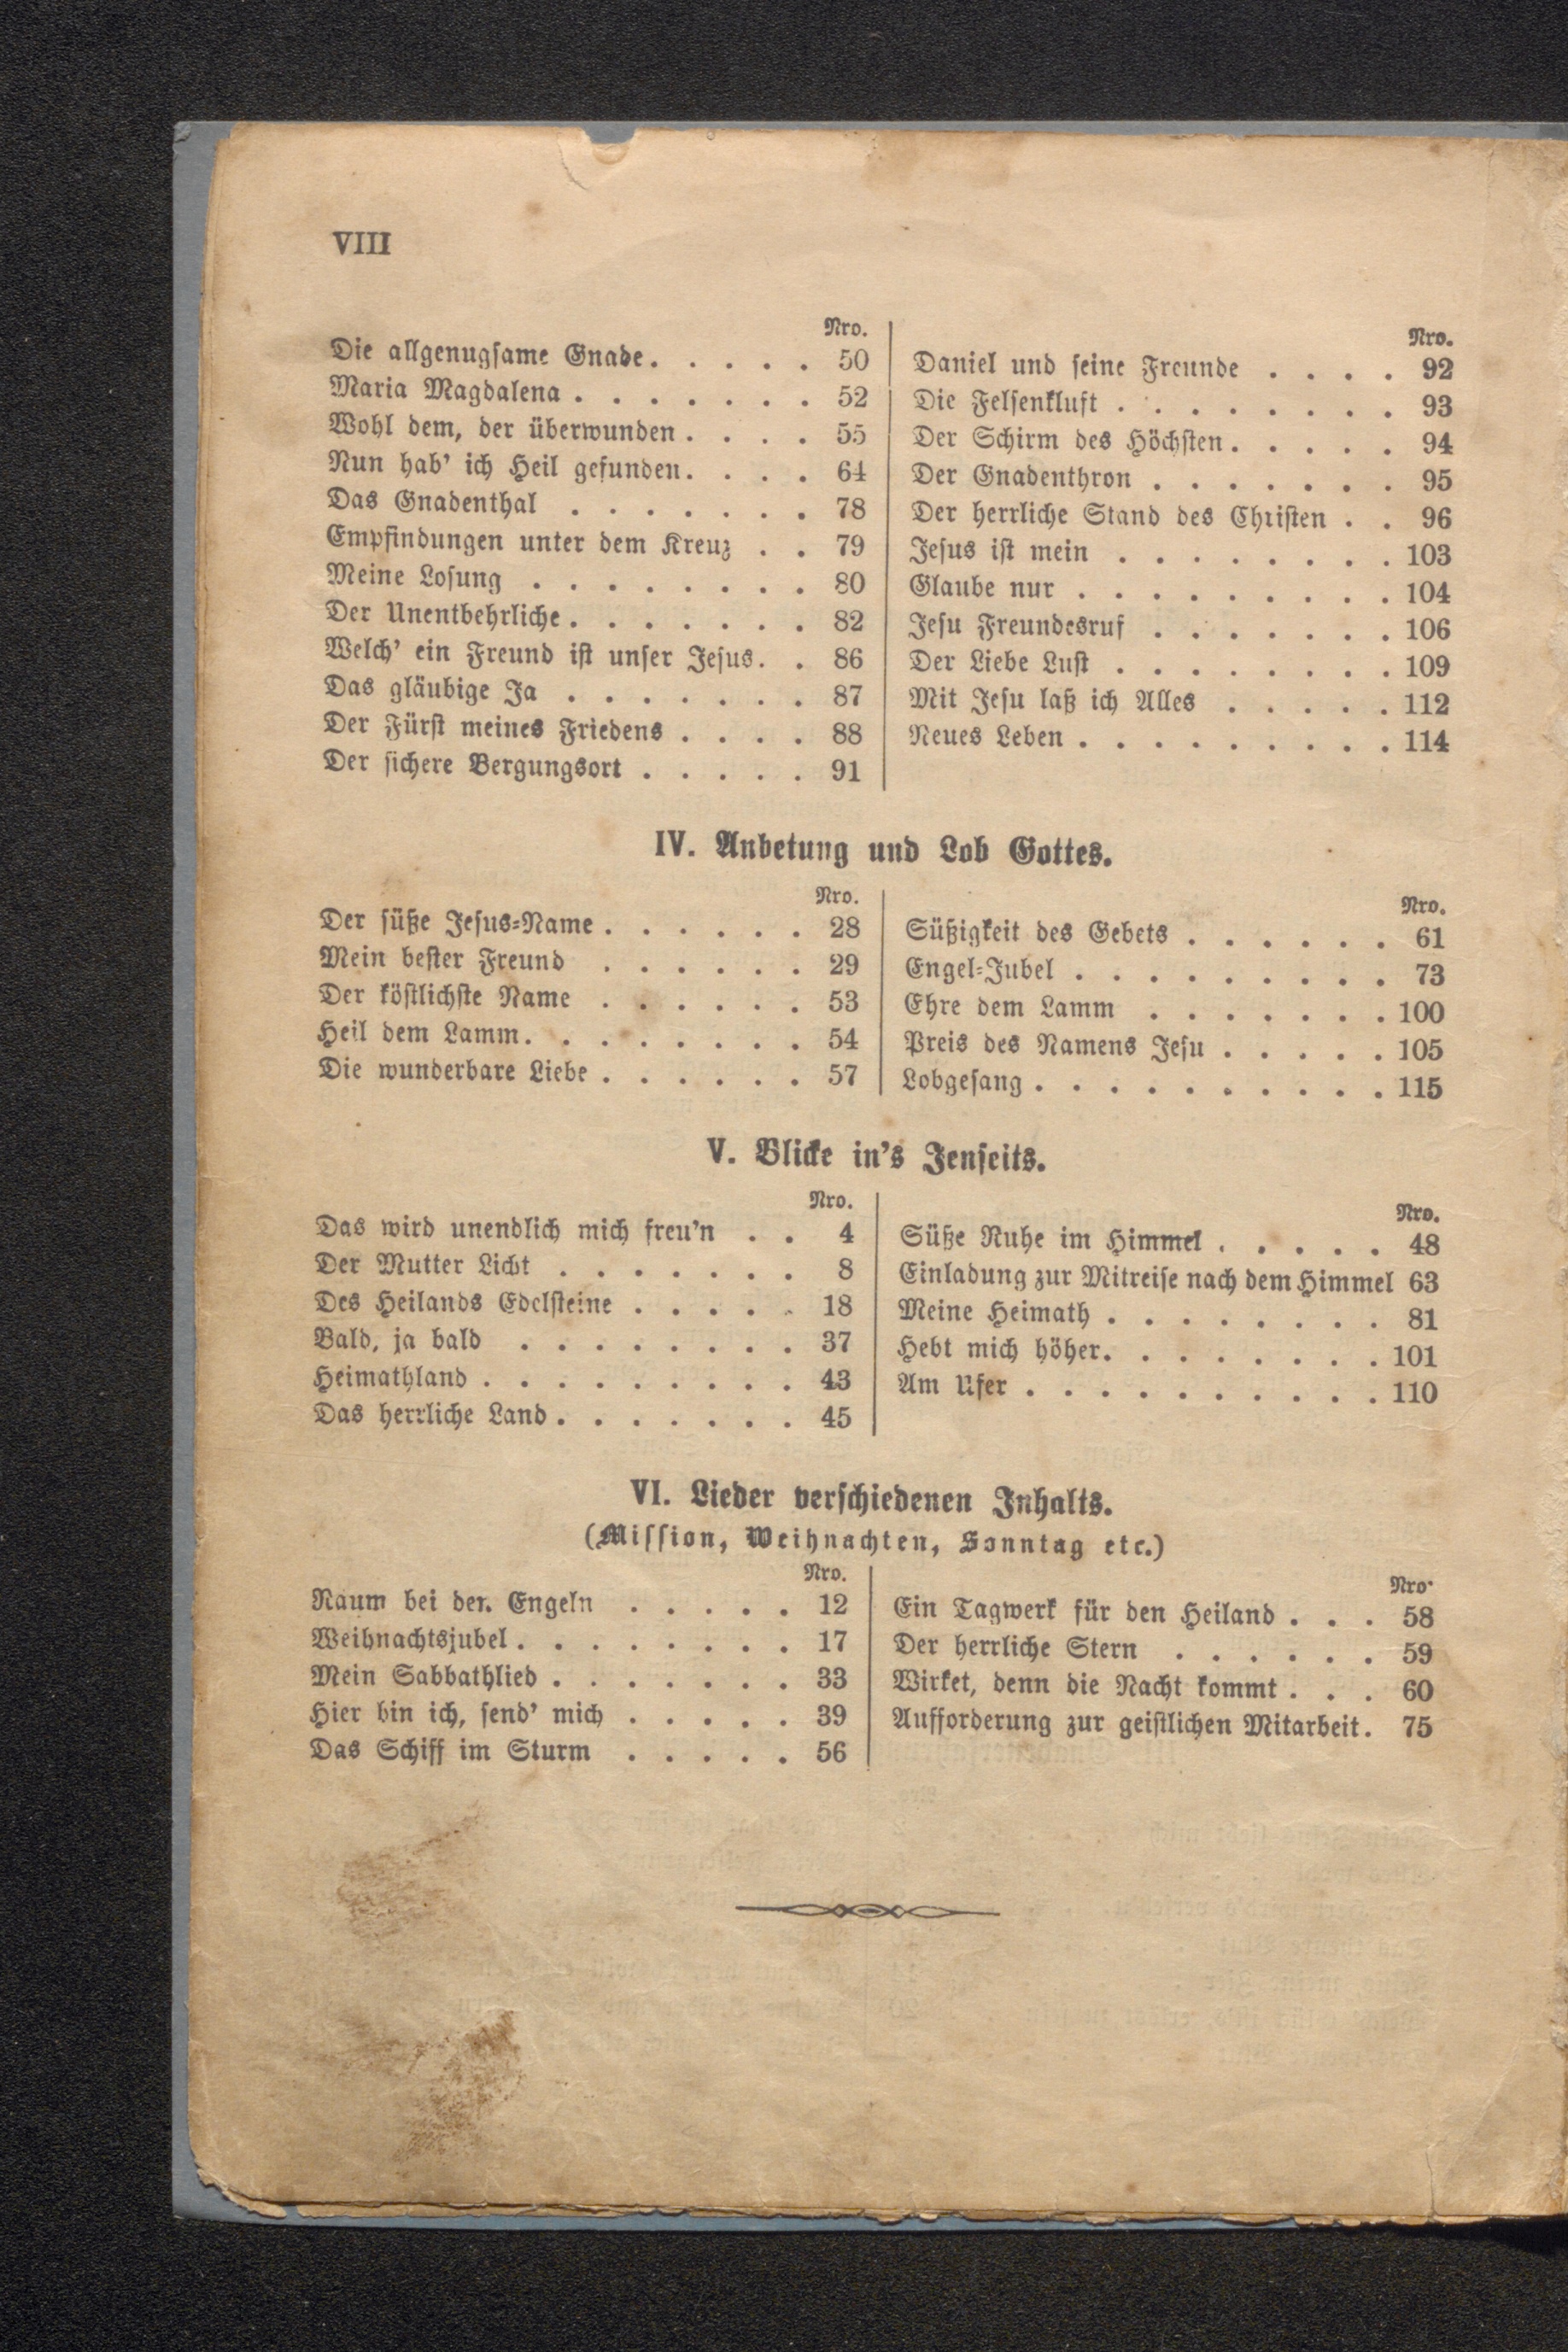 VIII
Nro.
Die allgenugsame Gnade. . . . . 50
Maria Magdalena . . . . . . . 52
Wohl dem, der überwunden . . . . 55
Nun hab' ich Heil gefunden. . . . 64
Das Gnadenthal . . . . . . . 78
Empfindungen unter dem Kreuz . . 79
Meine Losung . . . . . . . . 80
Der Unentbehrliche . . . . . . . 82
Welch' ein Freund ist unser Jesus. . 86
Das gläubige Ja . . . . . . . 87
Der Fürst meines Friedens . . . . 88
Der sichere Bergungsort . . . . . 91
Nro.
Daniel und seine Freunde . . . . 92
Die Felsenkluft . . . . . . . . 93
Der Schirm des Höchsten . . . . . 94
Der Gnadenthron . . . . . . . 95
Der herrliche Stand des Christen . . 96
Jesus ist mein . . . . . . . . 103
Glaube nur . . . . . . . . . 104
Jesu Freundesruf . . . . . . . 106
Der Liebe Lust . . . . . . . . 109
Mit Jesu laß ich Alles . . . . . 112
Neues Leben . . . . . . . . . 114
IV. Anbetung und Lob Gottes.
Nro.
Der süße Jesus-Name . . . . . . 28
Mein bester Freund . . . . . . 29
Der köstlichste Name . . . . . . 53
Heil dem Lamm. . . . . . . . 54
Die wunderbare Liebe . . . . . . 57
Nro.
Süßigkeit des Gebets . . . . . . 61
Engel-Jubel . . . . . . . . . 73
Ehre dem Lamm . . . . . . . 100
Preis des Namens Jesu . . . . . 105
Lobgesang . . . . . . . . . . 115
V. Blicke in's Jenseits.
Nro.
Das wird unendlich mich freu'n . . 4
Der Mutter Licht . . . . . . . 8
Des Heilands Edelsteine . . . . . 18
Bald, ja bald . . . . . . . . 37
Heimathland . . . . . . . . . 43
Das herrliche Land . . . . . . . 45
Nro.
Süße Ruhe im Himmel . . . . . 48
Einladung zur Mitreise nach dem Himmel 63
Meine Heimath . . . . . . . . 81
Hebt mich höher. . . . . . . . 101
Am Ufer . . . . . . . . . . 110
VI. Lieder verschiedenen Inhalts.
(Mission, Weihnachten, Sonntag etc.)
Nro.
Raum bei den Engeln . . . . . 12
Weihnachtsjubel . . . . . . . . 17
Mein Sabbathlied . . . . . . . 33
Hier bin ich, send' mich . . . . . 39
Das Schiff im Sturm . . . . . 56
Nro.
Ein Tagwerk für den Heiland . . . 58
Der herrliche Stern . . . . . . 59
Wirket, denn die Nacht kommt . . . 60
Aufforderung zur geistlichen Mitarbeit. 75